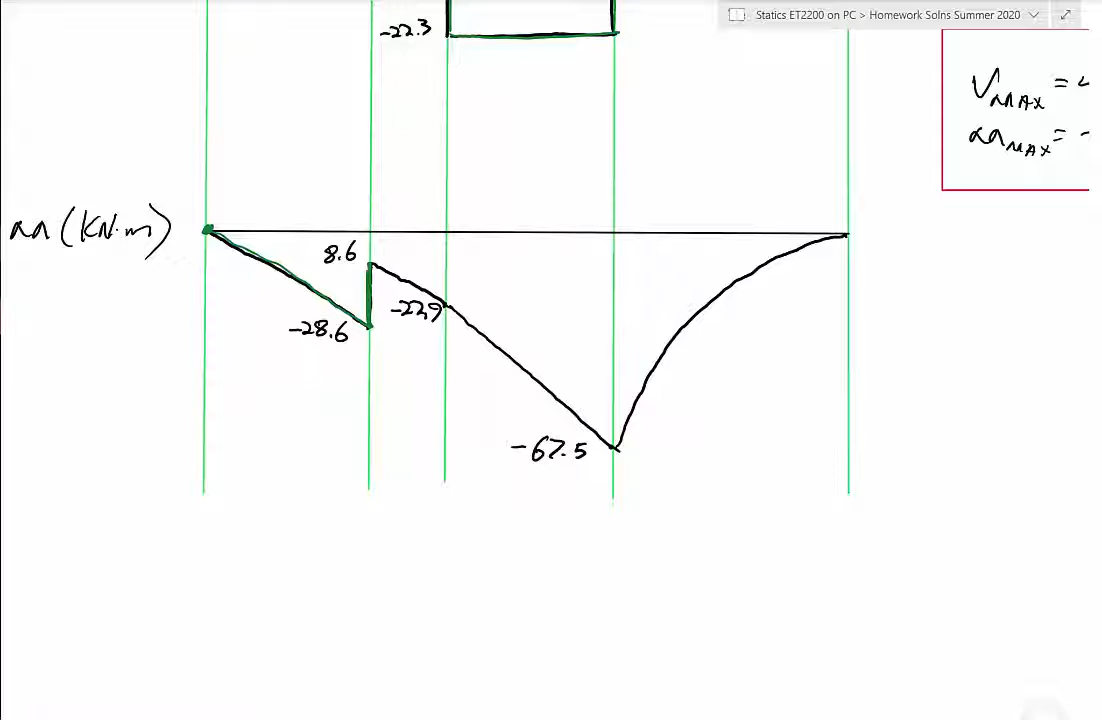 Statics ET2200 on PC > Homework Solns Summer 2020
-22.3
VMAX =
MMAX = -
M (KN·m)
8.6
-22.9
-28.6
-67.5